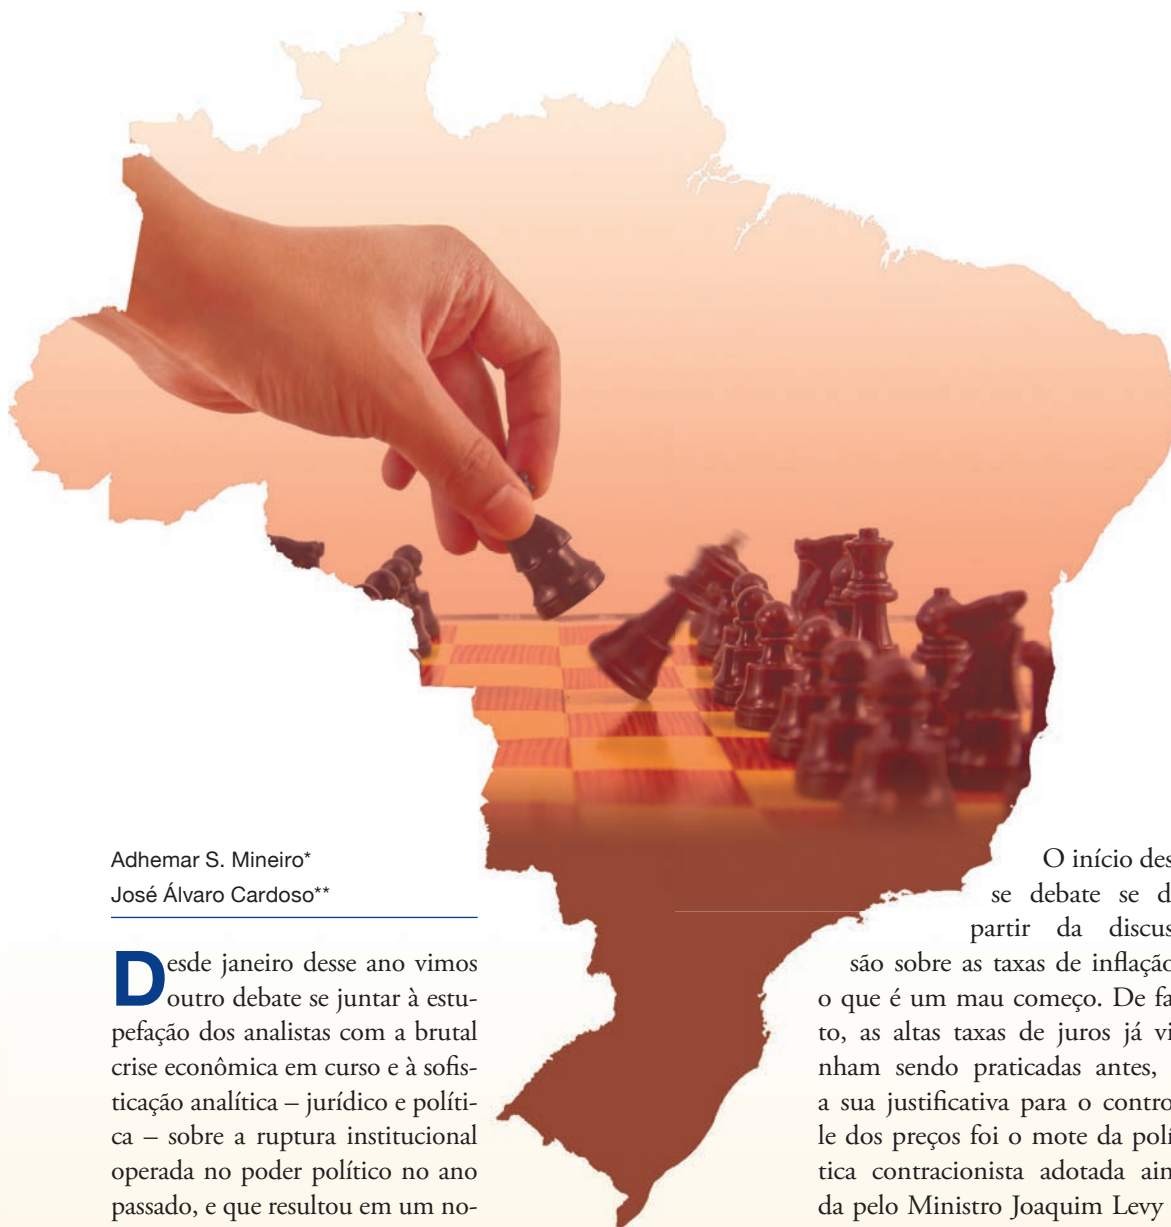 Adhemar S. Mineiro*
José Álvaro Cardoso**
Desde janeiro desse ano vimos
outro debate se juntar à estu-
pefação dos analistas com a brutal
crise econômica em curso e à sofis-
ticação analítica – jurídico e políti-
ca – sobre a ruptura institucional
operada no poder político no ano
passado, e que resultou em um no-
O início des
se debate se d
partir da discus
são sobre as taxas de inflação
o que é um mau começo. De fa
to, as altas taxas de juros já vi
nham sendo praticadas antes,
a sua justificativa para o contro
le dos preços foi o mote da polí
tica contracionista adotada ain
da pelo Ministro Joaquim Levy